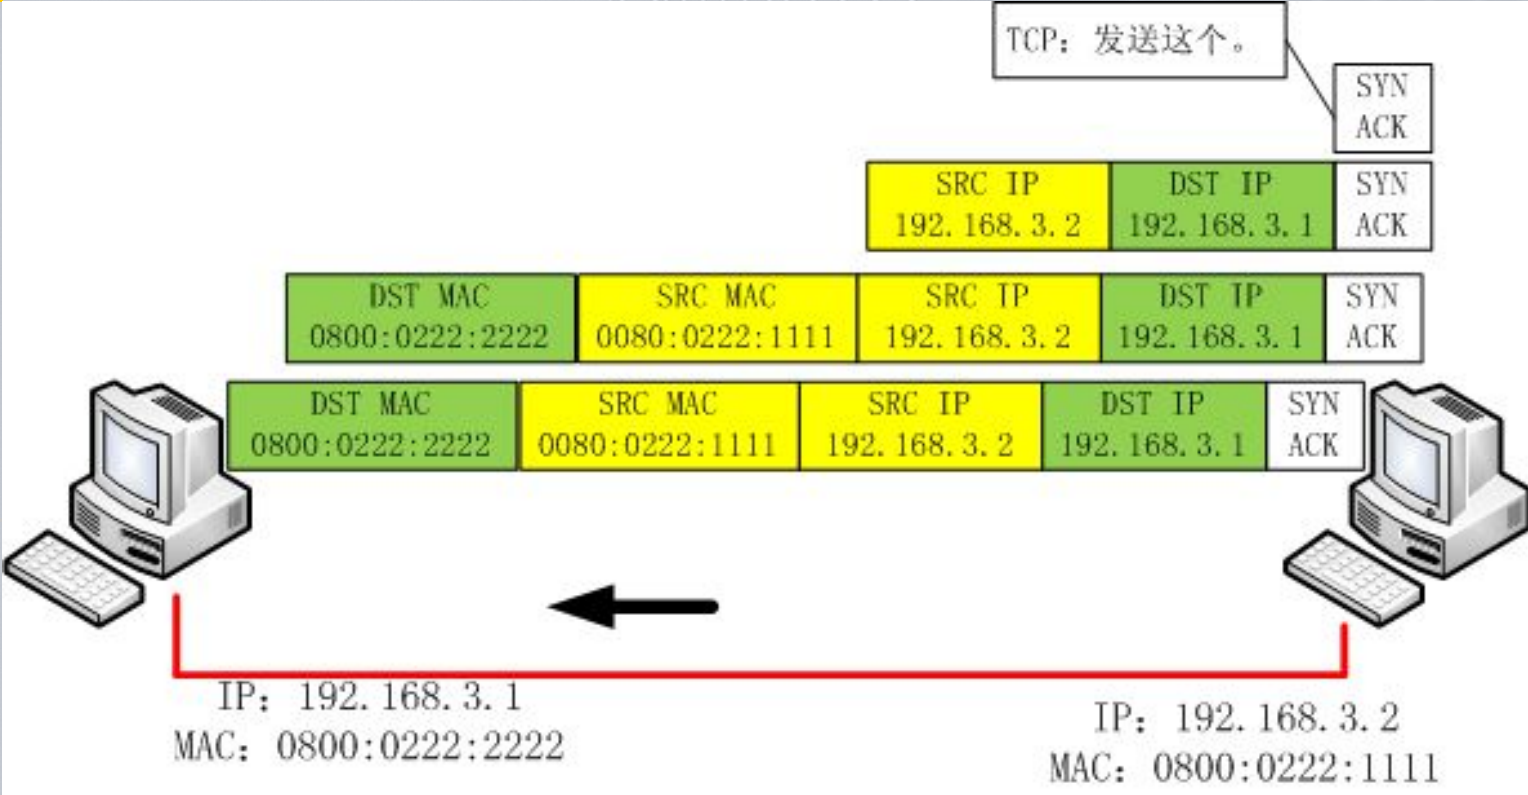 TCP: 发送这个。
SYN
ACK
SRC IP DST IP SYN
192.168.3.2 192.168.3.1 ACK
DST MAC SRC MAC SRC IP DST IP SYN
0800:0222:2222 0080:0222:1111 192.168.3.2 192.168.3.1 ACK
DST MAC SRC MAC SRC IP DST IP SYN
0800:0222:2222 0080:0222:1111 192.168.3.2 192.168.3.1 ACK
IP: 192.168.3.1
MAC: 0800:0222:2222
IP: 192.168.3.2
MAC: 0800:0222:1111